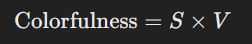 Colorfulness = S × V